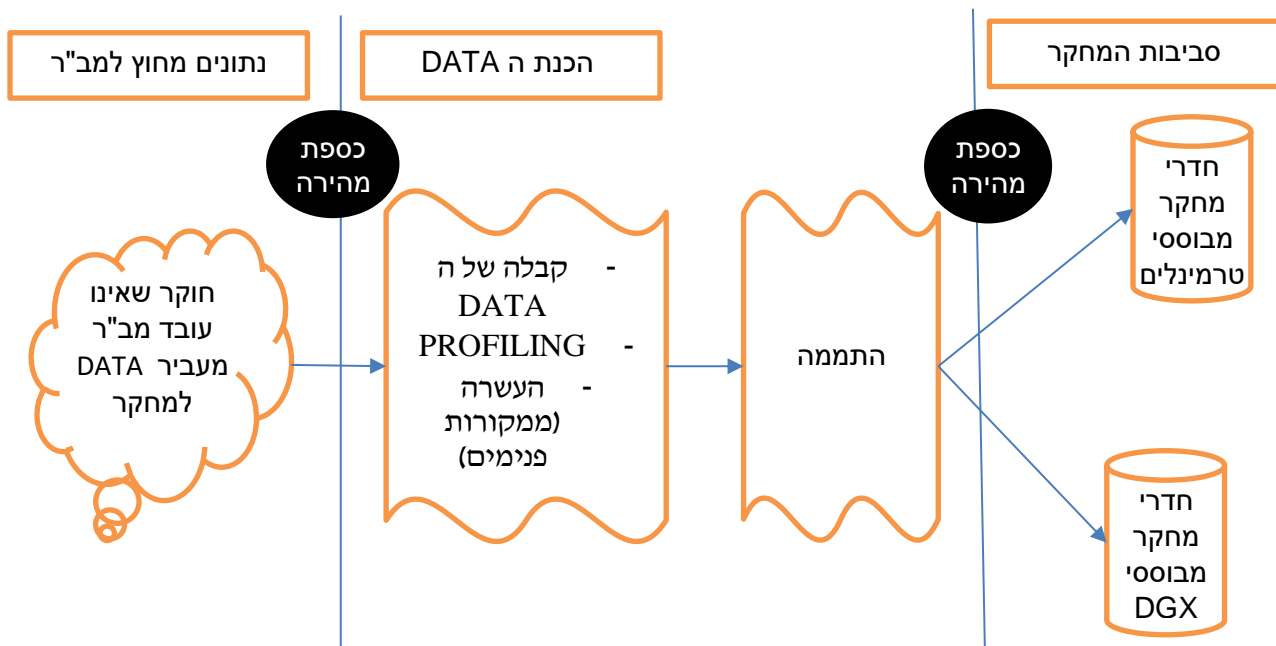 נתונים מחוץ למב"ר
הכנת ה DATA
סביבות המחקר
כספת
מהירה
כספת
מהירה
חוקר שאינו
עובד מב"ר
מעביר DATA
למחקר
- קבלה של ה
DATA
PROFILING -
- העשרה
(ממקורות
פנימים)
התממה
חדרי
מחקר
מבוססי
טרמינלים
חדרי
מחקר
מבוססי
DGX